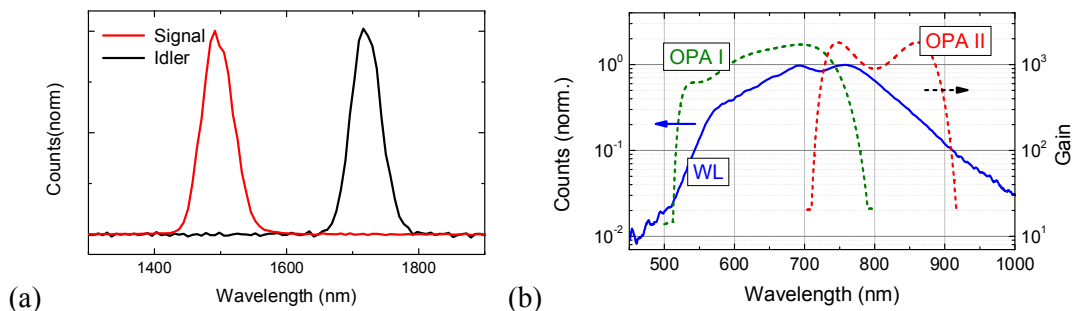 Signal
Idler
Counts(norm)
1400
1600
1800
Wavelength (nm)
(a)
OPA I
OPA II
WL
Counts (norm.)
10^0
10^-1
10^-2
Gain
10^3
10^2
10^1
500
600
700
800
900
1000
Wavelength (nm)
(b)